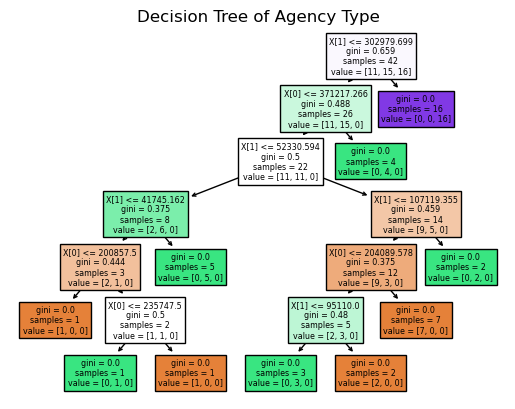 Decision Tree of Agency Type
X[1] <= 302979.699
gini = 0.659
samples = 42
value = [11, 15, 16]
X[0] <= 371217.266
gini = 0.488
samples = 26
value = [11, 15, 0]
gini = 0.0
samples = 16
value = [0, 0, 16]
X[1] <= 52330.594
gini = 0.5
samples = 22
value = [11, 11, 0]
gini = 0.0
samples = 4
value = [0, 4, 0]
X[1] <= 41745.162
gini = 0.375
samples = 8
value = [2, 6, 0]
X[1] <= 107119.355
gini = 0.459
samples = 14
value = [9, 5, 0]
X[0] <= 200857.5
gini = 0.444
samples = 3
value = [2, 1, 0]
gini = 0.0
samples = 5
value = [0, 5, 0]
X[0] <= 204089.578
gini = 0.375
samples = 12
value = [9, 3, 0]
gini = 0.0
samples = 2
value = [0, 2, 0]
gini = 0.0
samples = 1
value = [1, 0, 0]
X[0] <= 235747.5
gini = 0.5
samples = 2
value = [1, 1, 0]
X[1] <= 95110.0
gini = 0.48
samples = 5
value = [2, 3, 0]
gini = 0.0
samples = 7
value = [7, 0, 0]
gini = 0.0
samples = 1
value = [0, 1, 0]
gini = 0.0
samples = 1
value = [1, 0, 0]
gini = 0.0
samples = 3
value = [0, 3, 0]
gini = 0.0
samples = 2
value = [2, 0, 0]